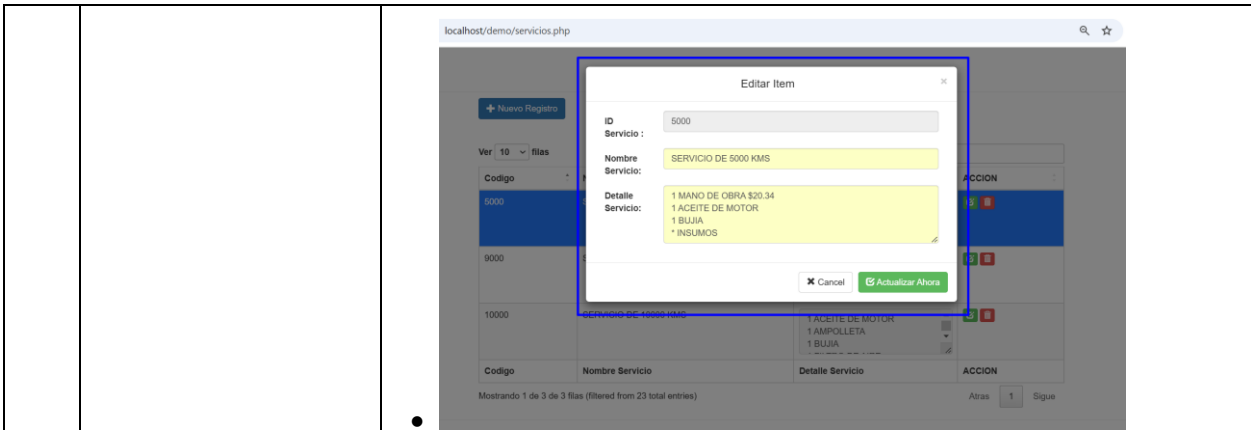 localhost/demo/servicios.php
Editar Item
×
Nuevo Registro
ID
Servicio :
5000
Ver 10 filas
Nombre
Servicio:
SERVICIO DE 5000 KMS
Codigo
ACCION
Detalle
Servicio:
1 MANO DE OBRA $20.34
1 ACEITE DE MOTOR
1 BUJIA
* INSUMOS
5000
9000
Cancel
Actualizar Ahora
10000
SERVICIO DE 10000 KMS
1 ACEITE DE MOTOR
1 AMPOLLETA
1 BUJIA
Codigo Nombre Servicio Detalle Servicio ACCION
Mostrando 1 de 3 de 3 filas (filtered from 23 total entries)
Atras 1 Sigue